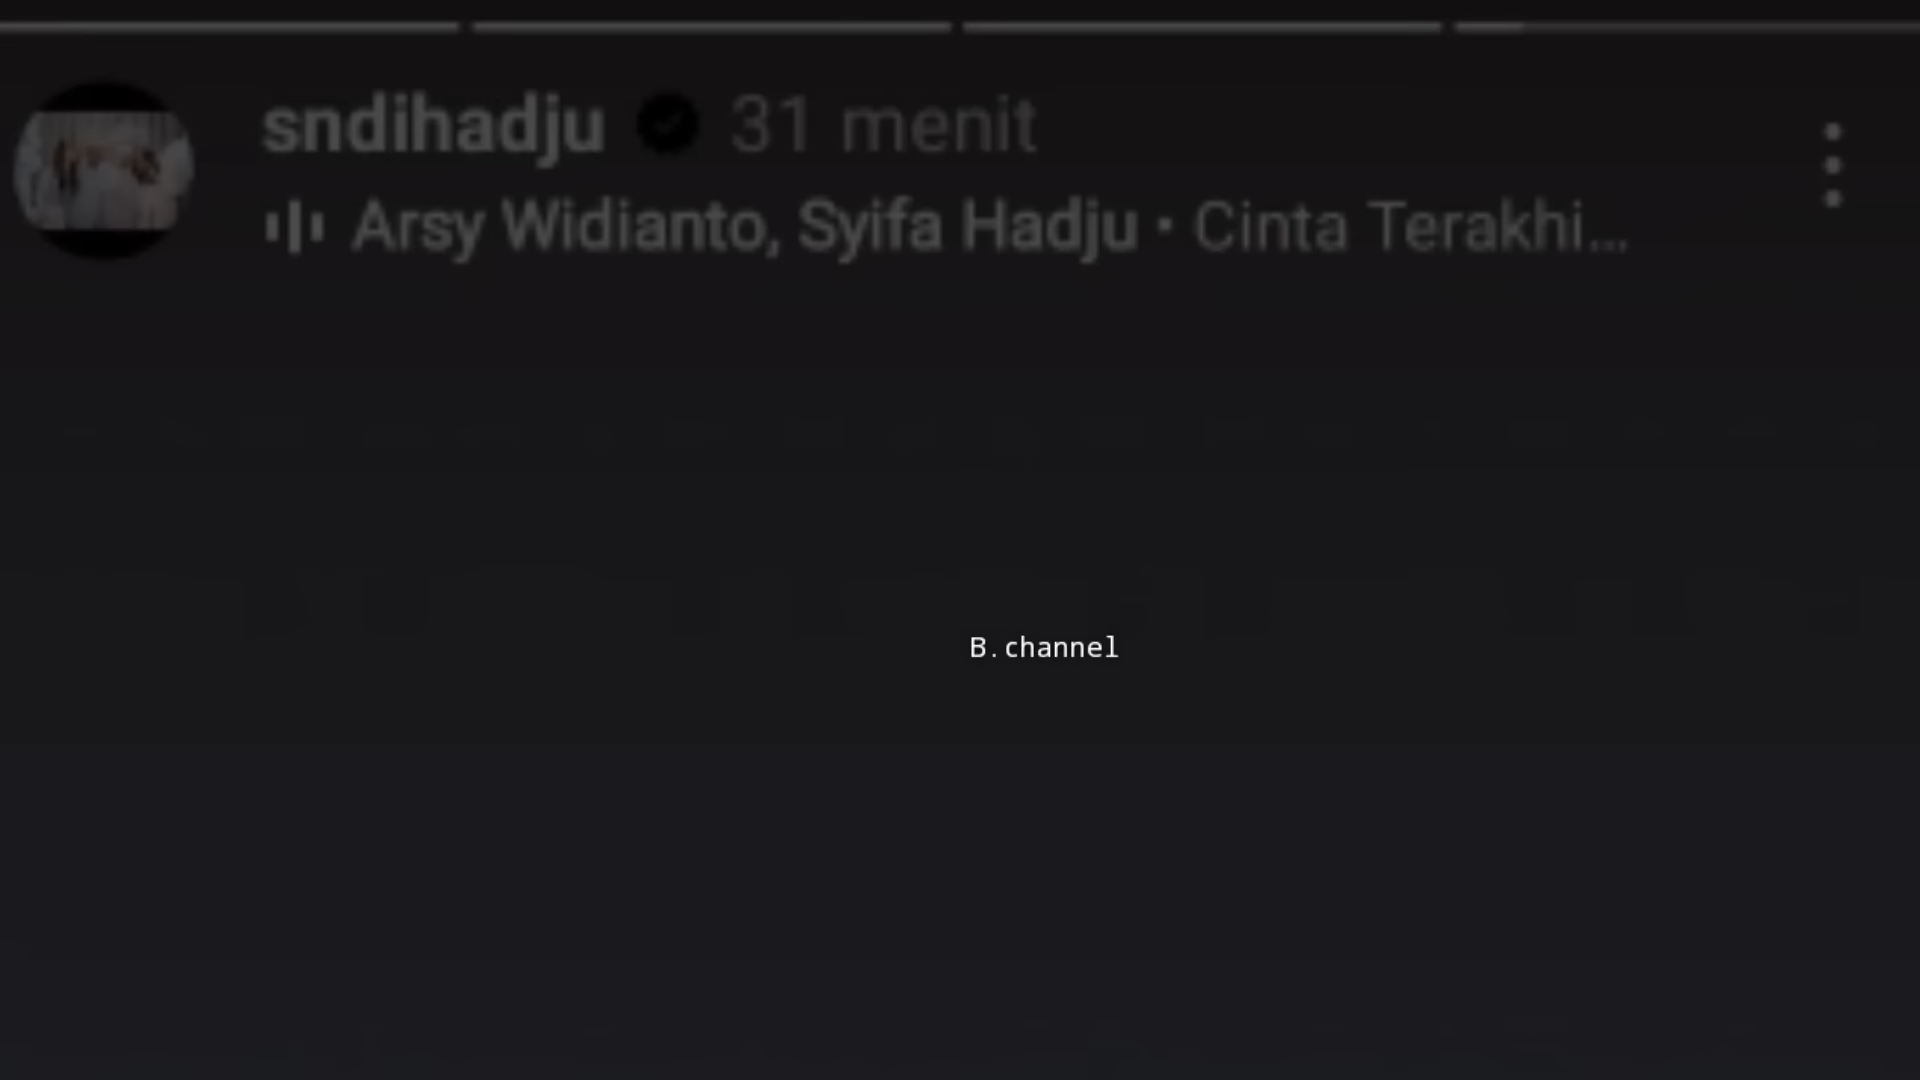 sndihadju 31 menit
Arsy Widianto, Syifa Hadju • Cinta Terakhi...
B.channel